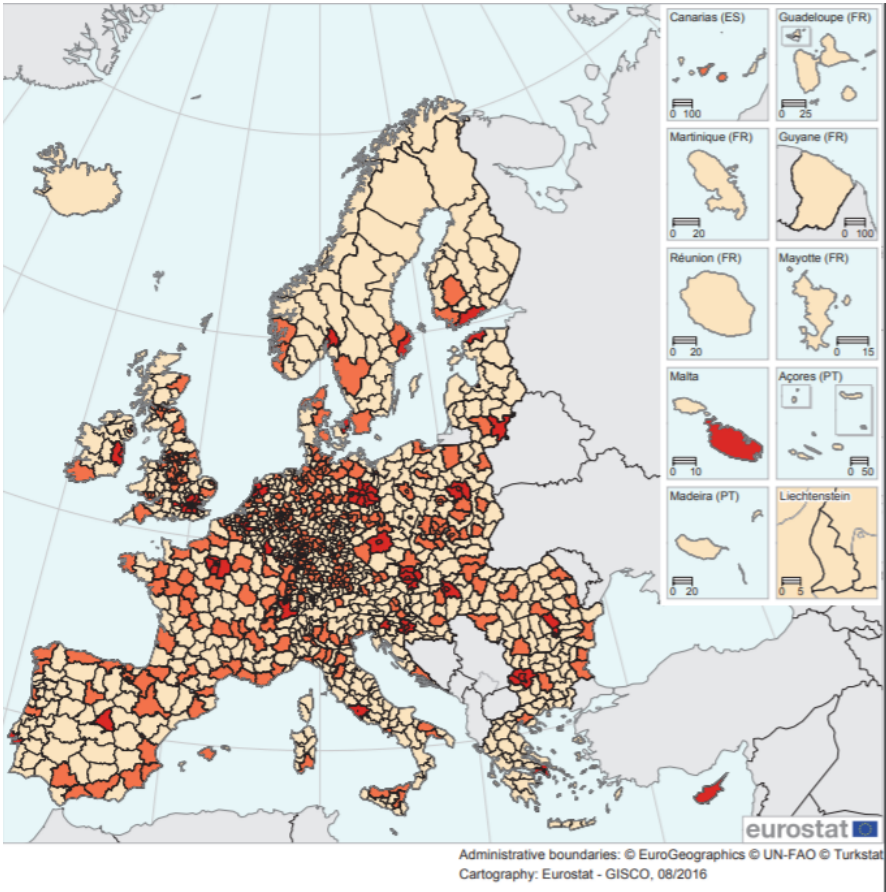 Canarias (ES)
0 100
Guadeloupe (FR)
0 25
Martinique (FR)
0 20
Guyane (FR)
0 100
Réunion (FR)
0 20
Mayotte (FR)
0 15
Malta
0 10
Açores (PT)
0 50
Madeira (PT)
0 20
Liechtenstein
0 5
eurostat
Administrative boundaries: © EuroGeographics © UN-FAO © Turkstat
Cartography: Eurostat - GISCO, 08/2016